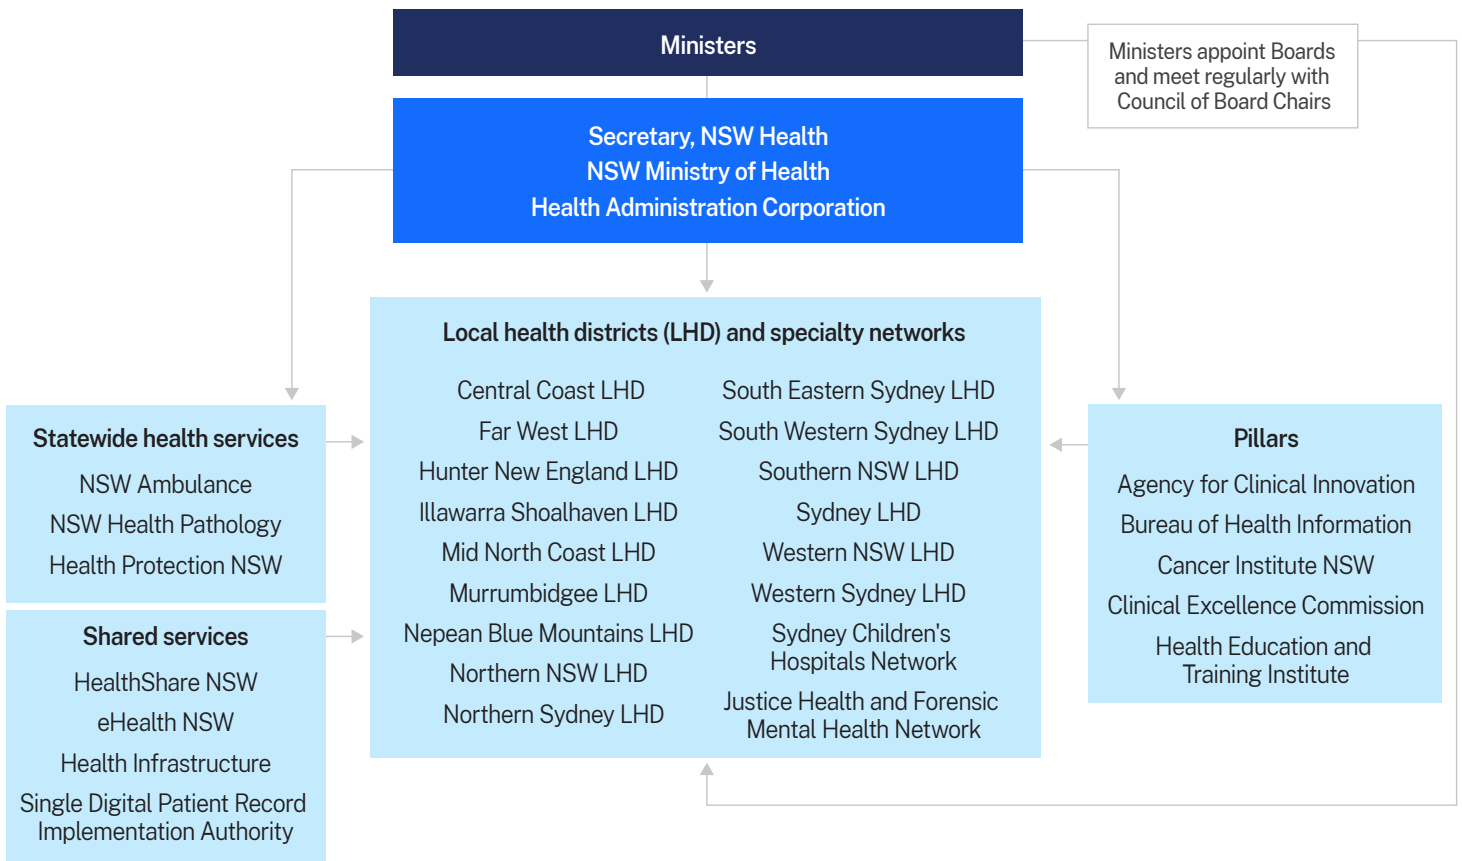 Ministers
Ministers appoint Boards
and meet regularly with
Council of Board Chairs
Secretary, NSW Health
NSW Ministry of Health
Health Administration Corporation
Local health districts (LHD) and specialty networks
Central Coast LHD
Far West LHD
Hunter New England LHD
Illawarra Shoalhaven LHD
Mid North Coast LHD
Murrumbidgee LHD
Nepean Blue Mountains LHD
Northern NSW LHD
Northern Sydney LHD
South Eastern Sydney LHD
South Western Sydney LHD
Southern NSW LHD
Sydney LHD
Western NSW LHD
Western Sydney LHD
Sydney Children's
Hospitals Network
Justice Health and Forensic
Mental Health Network
Statewide health services
NSW Ambulance
NSW Health Pathology
Health Protection NSW
Shared services
HealthShare NSW
eHealth NSW
Health Infrastructure
Single Digital Patient Record
Implementation Authority
Pillars
Agency for Clinical Innovation
Bureau of Health Information
Cancer Institute NSW
Clinical Excellence Commission
Health Education and
Training Institute